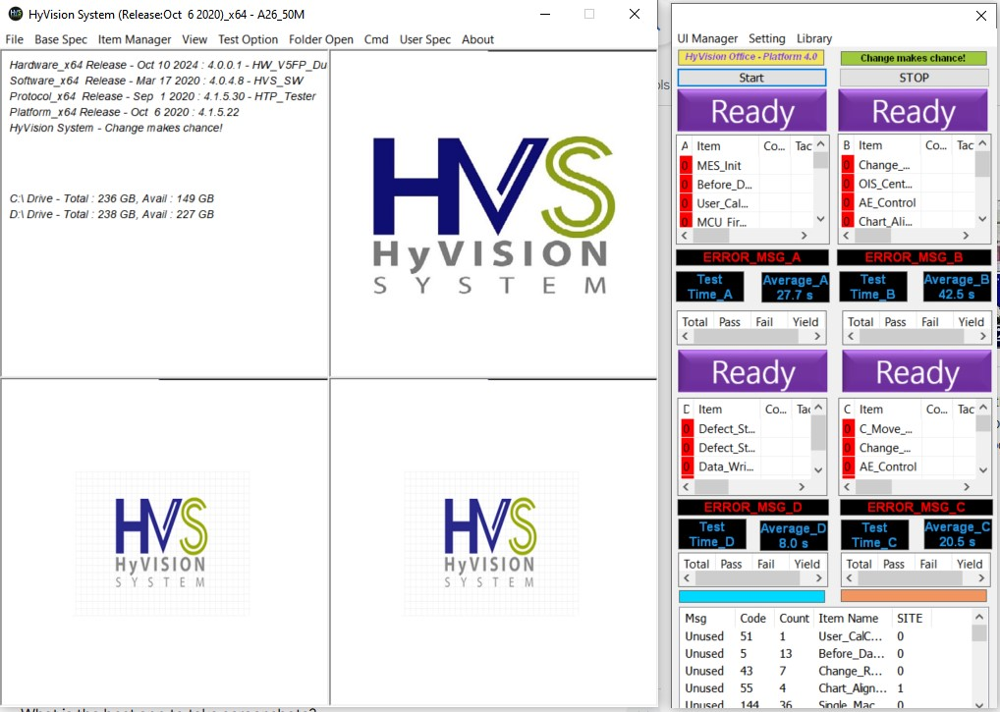 HyVision System (Release:Oct 6 2020)_x64 - A26_50M
File Base Spec Item Manager View Test Option Folder Open Cmd User Spec About
Hardware_x64 Release - Oct 10 2024 : 4.0.0.1 - HW_V5FP_Du
Software_x64 Release - Mar 17 2020 : 4.0.4.8 - HVS_SW
Protocol_x64 Release - Sep 1 2020 : 4.1.5.30 - HTP_Tester
Platform_x64 Release - Oct 6 2020 : 4.1.5.22
HyVision System - Change makes chance!
C:\ Drive - Total : 236 GB, Avail : 149 GB
D:\ Drive - Total : 238 GB, Avail : 227 GB
HVS
HyVISION
SYSTEM
HVS
HyVISION
SYSTEM
HVS
HyVISION
SYSTEM
What is the best app to take screenshots?
UI Manager Setting Library
HyVision Office - Platform 4.0 Change makes chance!
Start STOP
Ready Ready
A Item Co... Tac
0 MES_Init
0 Before_D...
0 User_Cal...
0 MCU_Fir...
B Item Co... Tac
0 Change_...
0 OIS_Cent...
0 AE_Control
0 Chart_Ali...
ERROR_MSG_A ERROR_MSG_B
Test Time_A
Average_A 27.7 s
Test Time_B
Average_B 42.5 s
Total Pass Fail Yield
Total Pass Fail Yield
Ready Ready
D Item Co... Tac
0 Defect_St...
0 Defect_St...
0 Data_Wri...
C Item Co... Tac
0 C_Move_...
0 Change_...
0 AE_Control
ERROR_MSG_D ERROR_MSG_C
Test Time_D
Average_D 8.0 s
Test Time_C
Average_C 20.5 s
Total Pass Fail Yield
Total Pass Fail Yield
Msg Code Count Item Name SITE
Unused 51 1 User_CalC... 0
Unused 5 13 Before_Da... 0
Unused 43 7 Change_R... 0
Unused 55 4 Chart_Align... 1
Unused 144 36 Single_Mac... 0